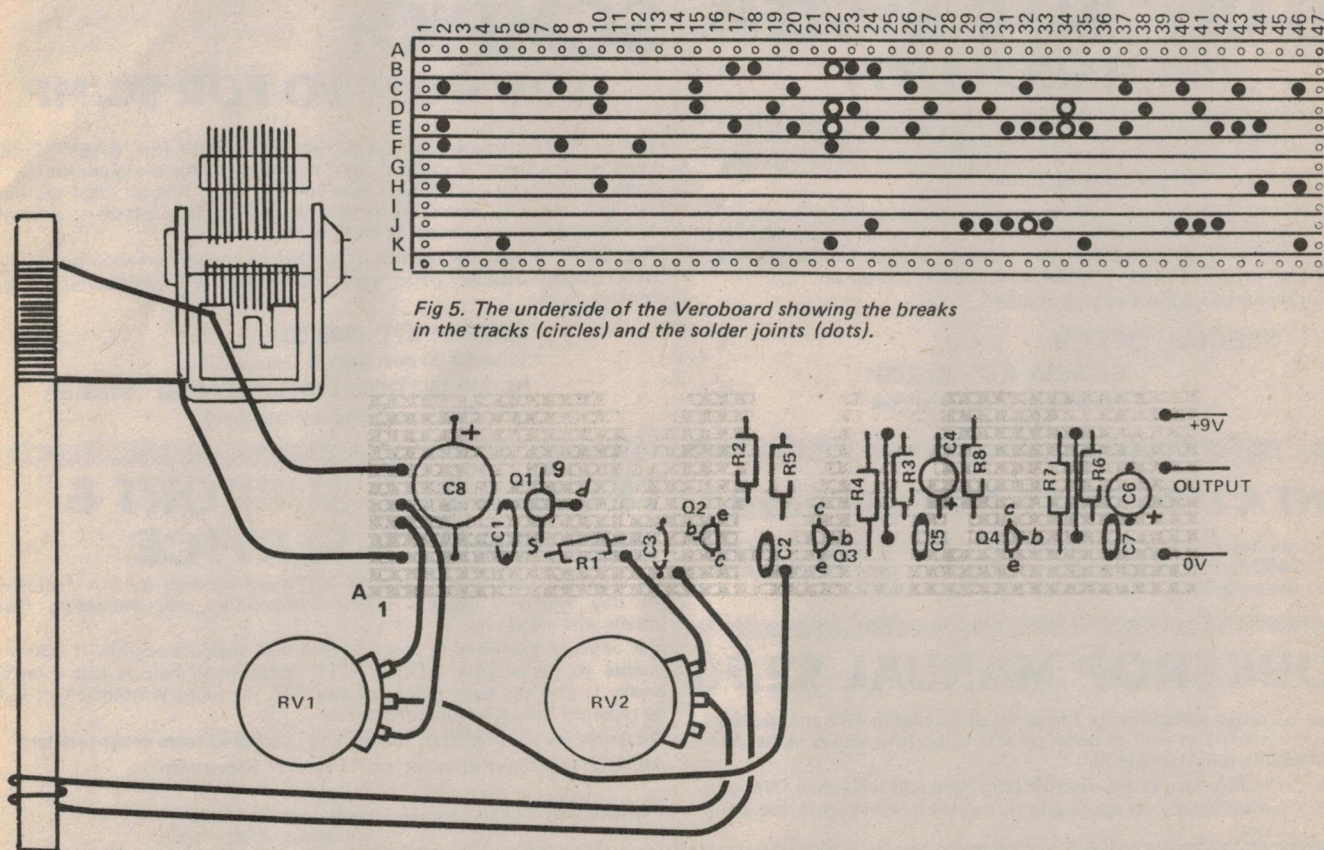 1 2 3 4 5 6 7 8 9 10 11 12 13 14 15 16 17 18 19 20 21 22 23 24 25 26 27 28 29 30 31 32 33 34 35 36 37 38 39 40 41 42 43 44 45 46 47
A
B
C
D
E
F
G
H
I
J
K
L
Fig 5. The underside of the Veroboard showing the breaks
in the tracks (circles) and the solder joints (dots).
+
C8
Q1
g
d
s
C1
R1
C3
Q2
b
e
c
R2
R5
C2
c
b
e
Q3
R4
R3
C4
+
R8
C5
Q4
c
b
e
R7
R6
C6
+
C7
+9V
OUTPUT
0V
A
1
RV1
RV2